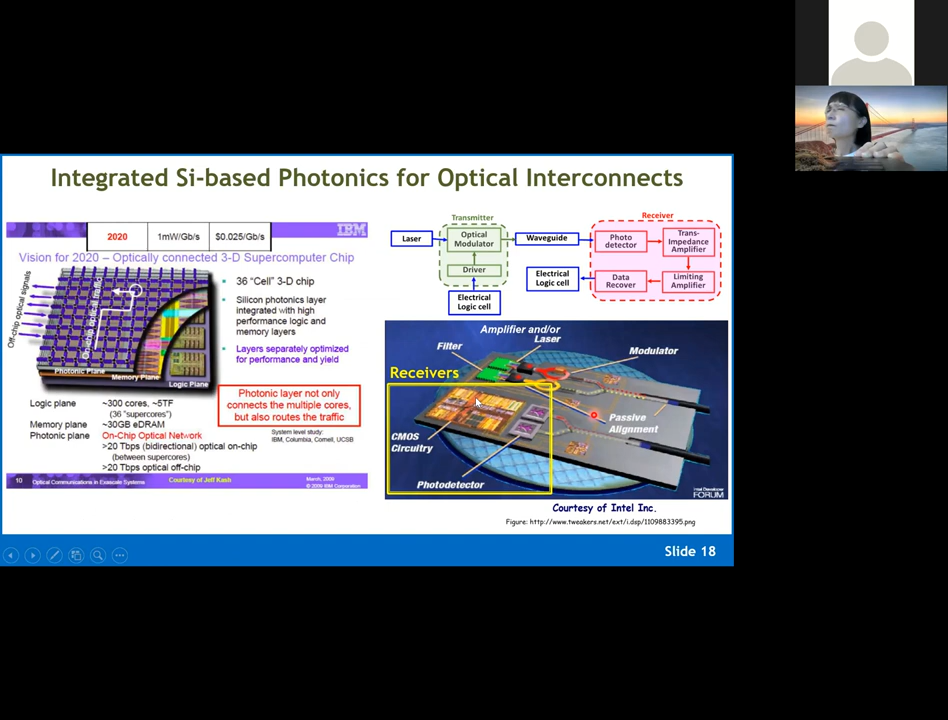 Integrated Si-based Photonics for Optical Interconnects
2020
1mW/Gb/s
$0.025/Gb/s
IBM
Vision for 2020 – Optically connected 3-D Supercomputer Chip
Off-chip optical signals
On-chip optical traffic
Photonic Plane
Memory Plane
Logic Plane
• 36 "Cell" 3-D chip
• Silicon photonics layer
integrated with high
performance logic and
memory layers
• Layers separately optimized
for performance and yield
Photonic layer not only
connects the multiple cores,
but also routes the traffic
Logic plane ~300 cores, ~5TF
(36 "supercores")
Memory plane ~30GB eDRAM
Photonic plane On-Chip Optical Network
>20 Tbps (bidirectional) optical on-chip
(between supercores)
>20 Tbps optical off-chip
System level study:
IBM, Columbia, Cornell, UCSB
10 Optical Communications in Exascale Systems
Courtesy of Jeff Kash
March, 2009
© 2009 IBM Corporation
Transmitter
Receiver
Laser
Optical
Modulator
Waveguide
Photo
detector
Trans-
Impedance
Amplifier
Driver
Electrical
Logic cell
Data
Recover
Limiting
Amplifier
Electrical
Logic cell
Amplifier and/or
Laser
Filter
Modulator
Receivers
Passive
Alignment
CMOS
Circuitry
Photodetector
Intel Developer
FORUM
Courtesy of Intel Inc.
Figure: http://www.tweakers.net/ext/i.dsp/1109883395.png
Slide 18